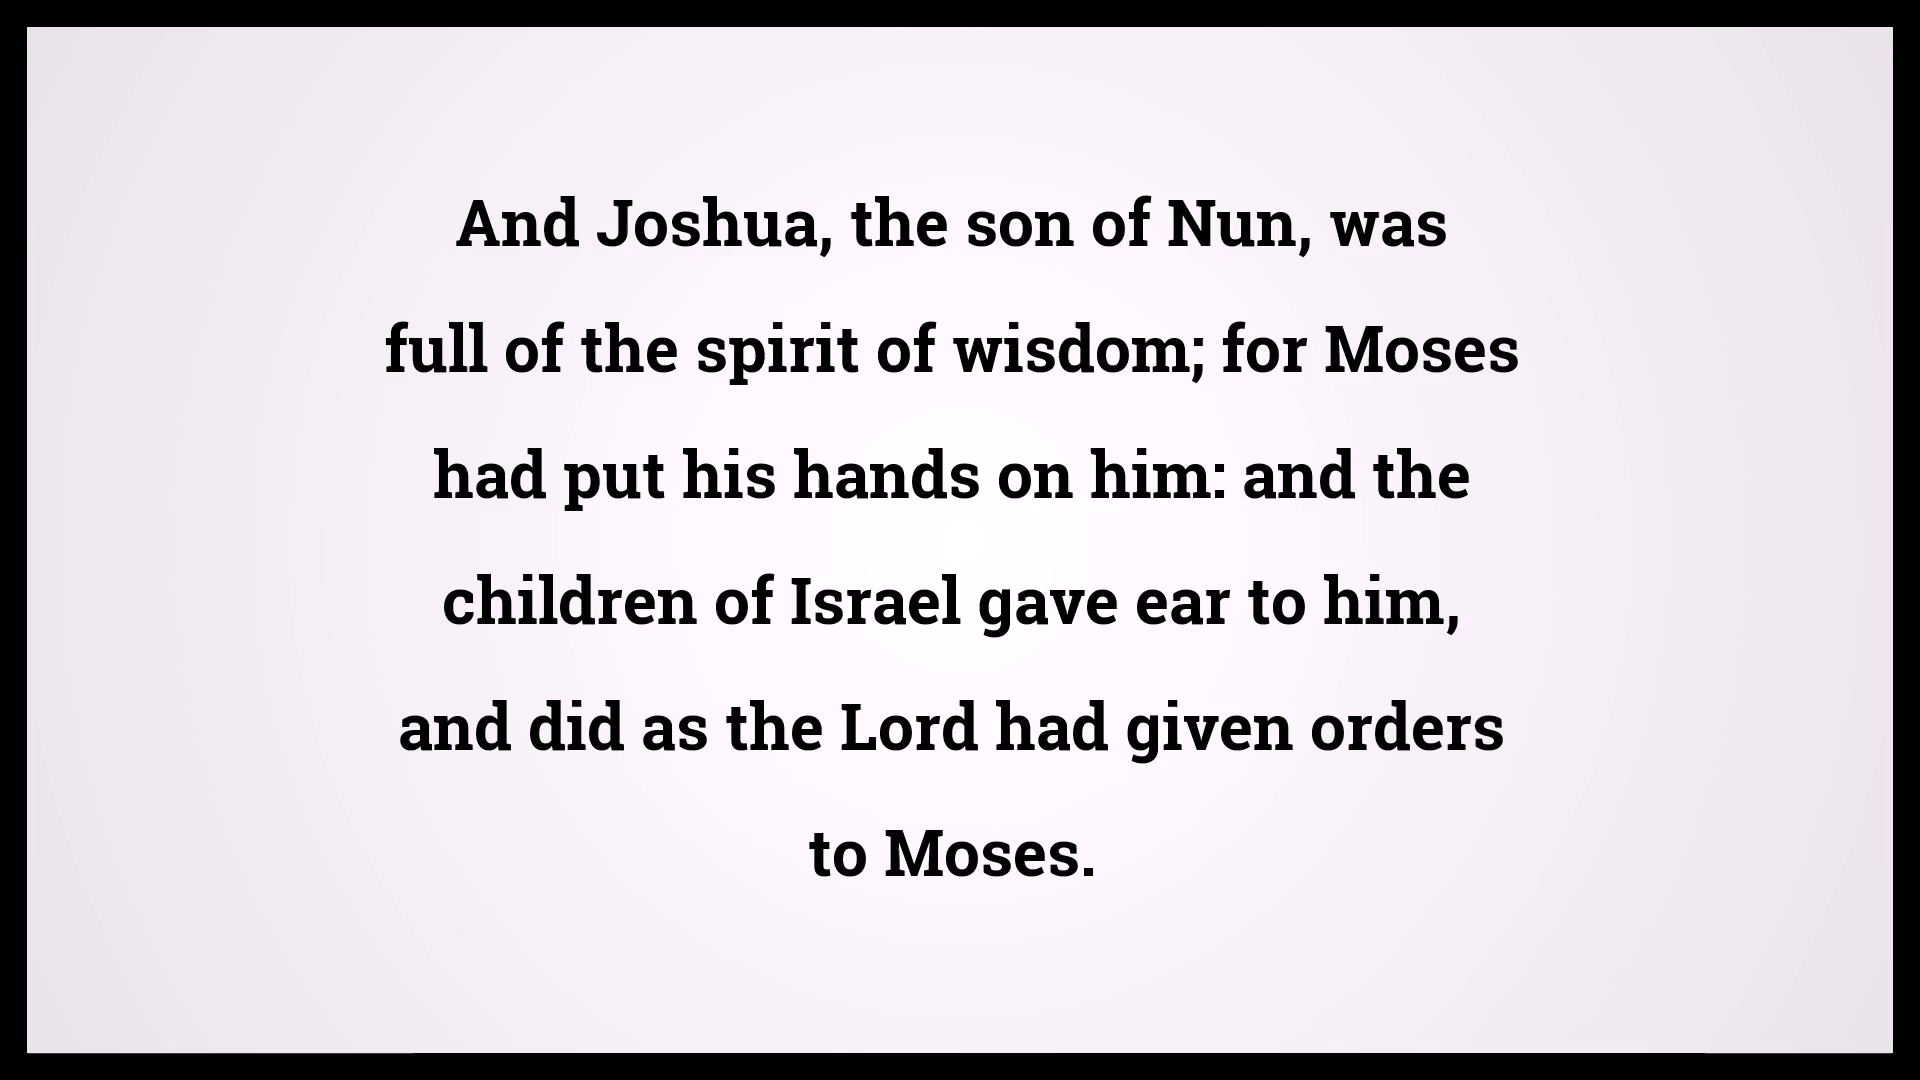 And Joshua, the son of Nun, was
full of the spirit of wisdom; for Moses
had put his hands on him: and the
children of Israel gave ear to him,
and did as the Lord had given orders
to Moses.